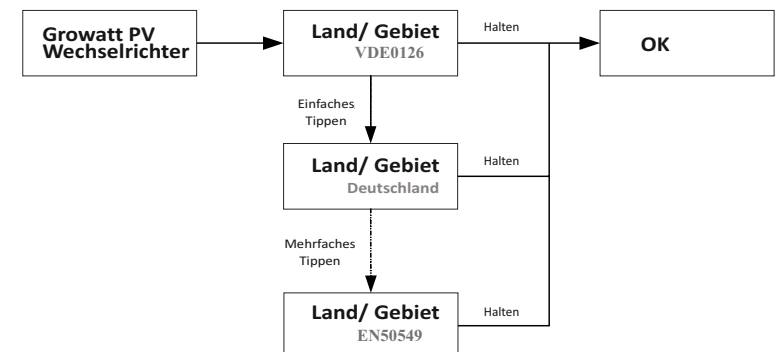 Growatt PV
Wechselrichter
Land/ Gebiet
VDE0126
Halten
OK
Einfaches
Tippen
Land/ Gebiet
Deutschland
Halten
Mehrfaches
Tippen
Land/ Gebiet
EN50549
Halten